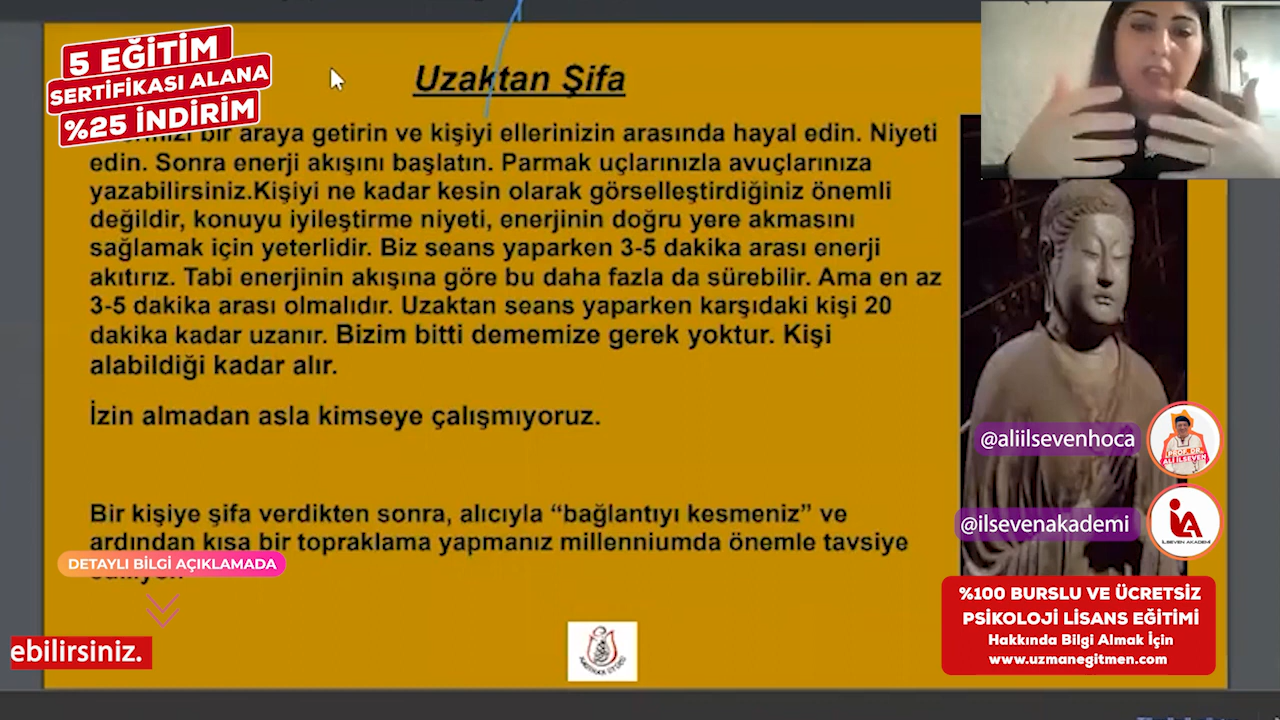 5 EĞİTİM
SERTİFİKASI ALANA
%25 İNDİRİM
Uzaktan Şifa
bir araya getirin ve kişiyi ellerinizin arasında hayal edin. Niyeti
edin. Sonra enerji akışını başlatın. Parmak uçlarınızla avuçlarınıza
yazabilirsiniz.Kişiyi ne kadar kesin olarak görselleştirdiğiniz önemli
değildir, konuyu iyileştirme niyeti, enerjinin doğru yere akmasını
sağlamak için yeterlidir. Biz seans yaparken 3-5 dakika arası enerji
akıtırız. Tabi enerjinin akışına göre bu daha fazla da sürebilir. Ama en az
3-5 dakika arası olmalıdır. Uzaktan seans yaparken karşıdaki kişi 20
dakika kadar uzanır. Bizim bitti dememize gerek yoktur. Kişi
alabildiği kadar alır.
İzin almadan asla kimseye çalışmıyoruz.
Bir kişiye şifa verdikten sonra, alıcıyla “bağlantıyı kesmeniz” ve
ardından kısa bir topraklama yapmanız millenniumda önemle tavsiye
DETAYLI BİLGİ AÇIKLAMADA
ebilirsiniz.
@aliilsevenhoca
PROF. DR.
ALİ İLSEVEN
@ilsevenakademi
İLSEVEN AKADEMİ
%100 BURSLU VE ÜCRETSİZ
PSİKOLOJİ LİSANS EĞİTİMİ
Hakkında Bilgi Almak İçin
www.uzmanegitmen.com